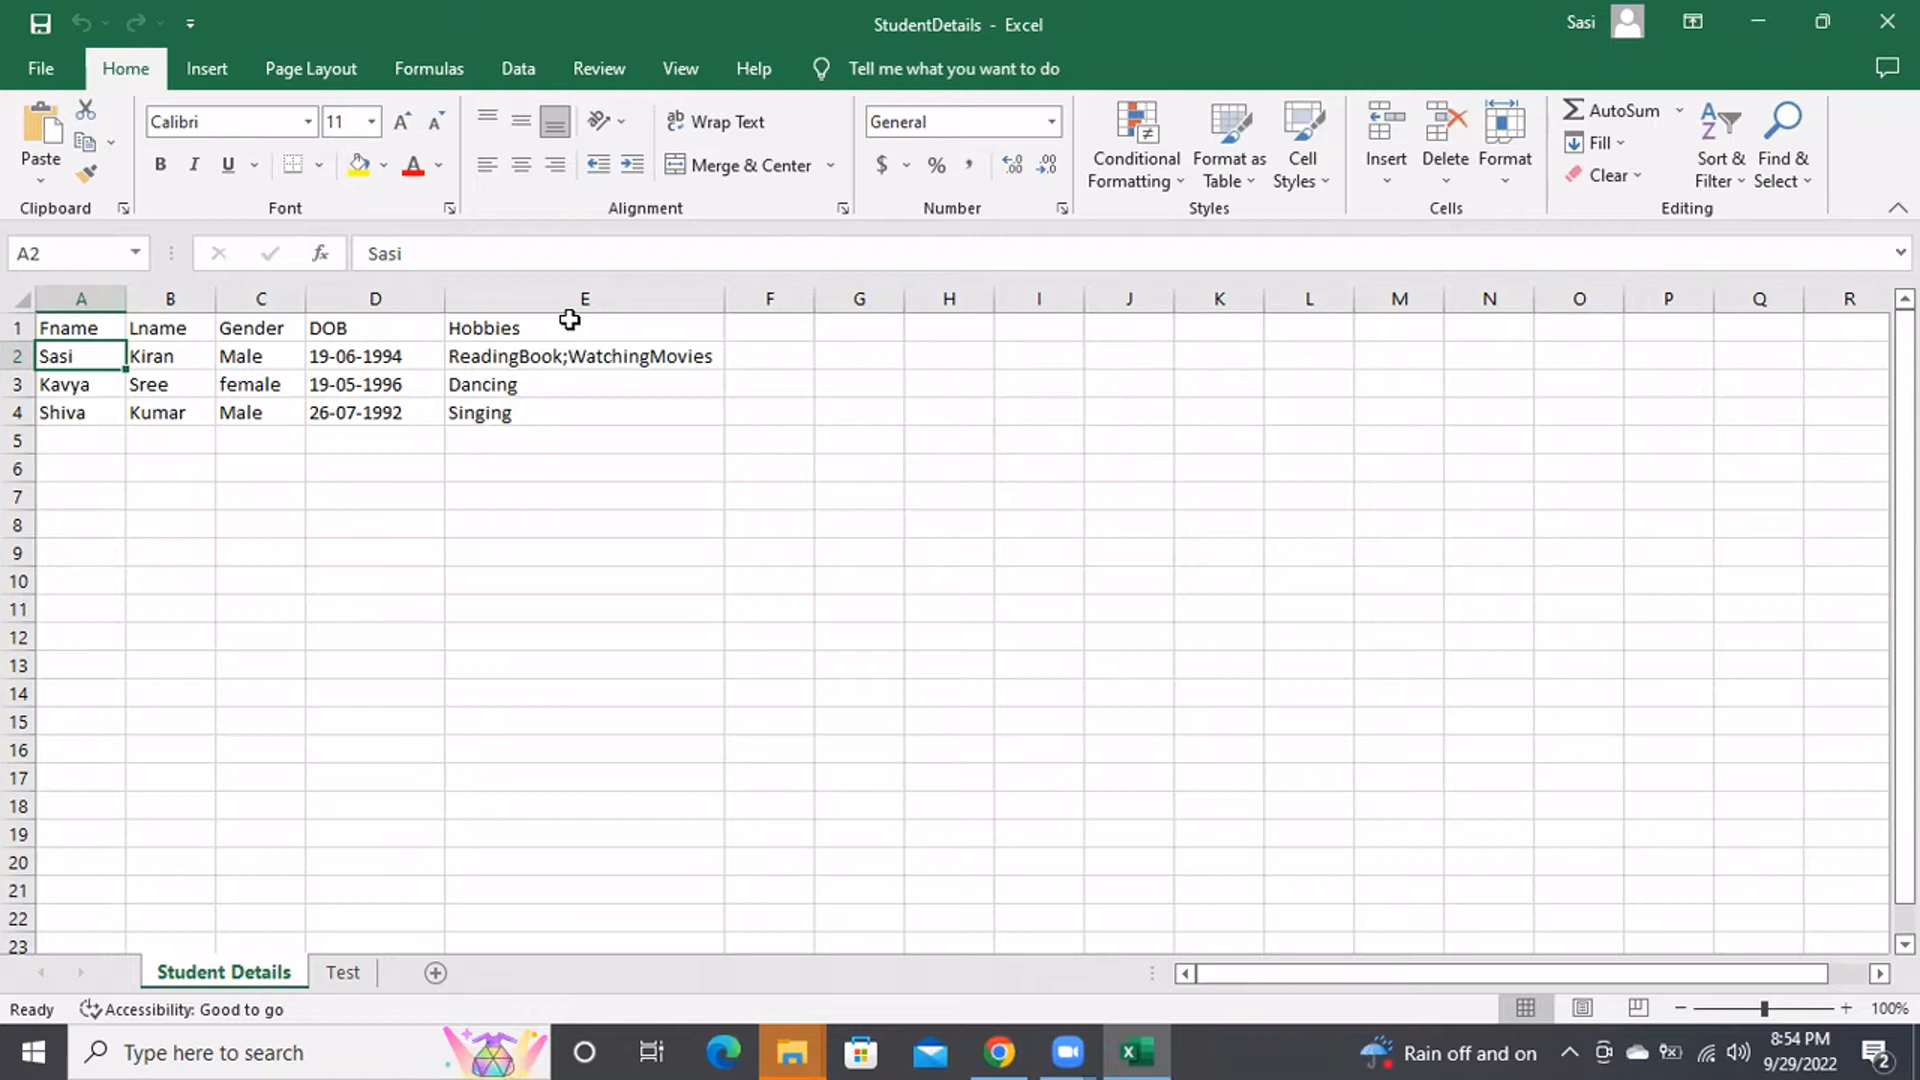 StudentDetails - Excel
Sasi
File Home Insert Page Layout Formulas Data Review View Help Tell me what you want to do
Paste
Clipboard
Calibri 11
B I U A
Font
Wrap Text
Merge & Center
Alignment
General
$ % ,
Number
Conditional Formatting
Format as Table
Cell Styles
Styles
Insert
Delete
Format
Cells
AutoSum
Fill
Clear
Sort & Filter
Find & Select
Editing
A2 fx Sasi
A B C D E F G H I J K L M N O P Q R
1 Fname Lname Gender DOB Hobbies
2 Sasi Kiran Male 19-06-1994 ReadingBook;WatchingMovies
3 Kavya Sree female 19-05-1996 Dancing
4 Shiva Kumar Male 26-07-1992 Singing
5
6
7
8
9
10
11
12
13
14
15
16
17
18
19
20
21
22
23
Student Details Test
Ready Accessibility: Good to go 100%
Type here to search
Rain off and on
8:54 PM
9/29/2022
2